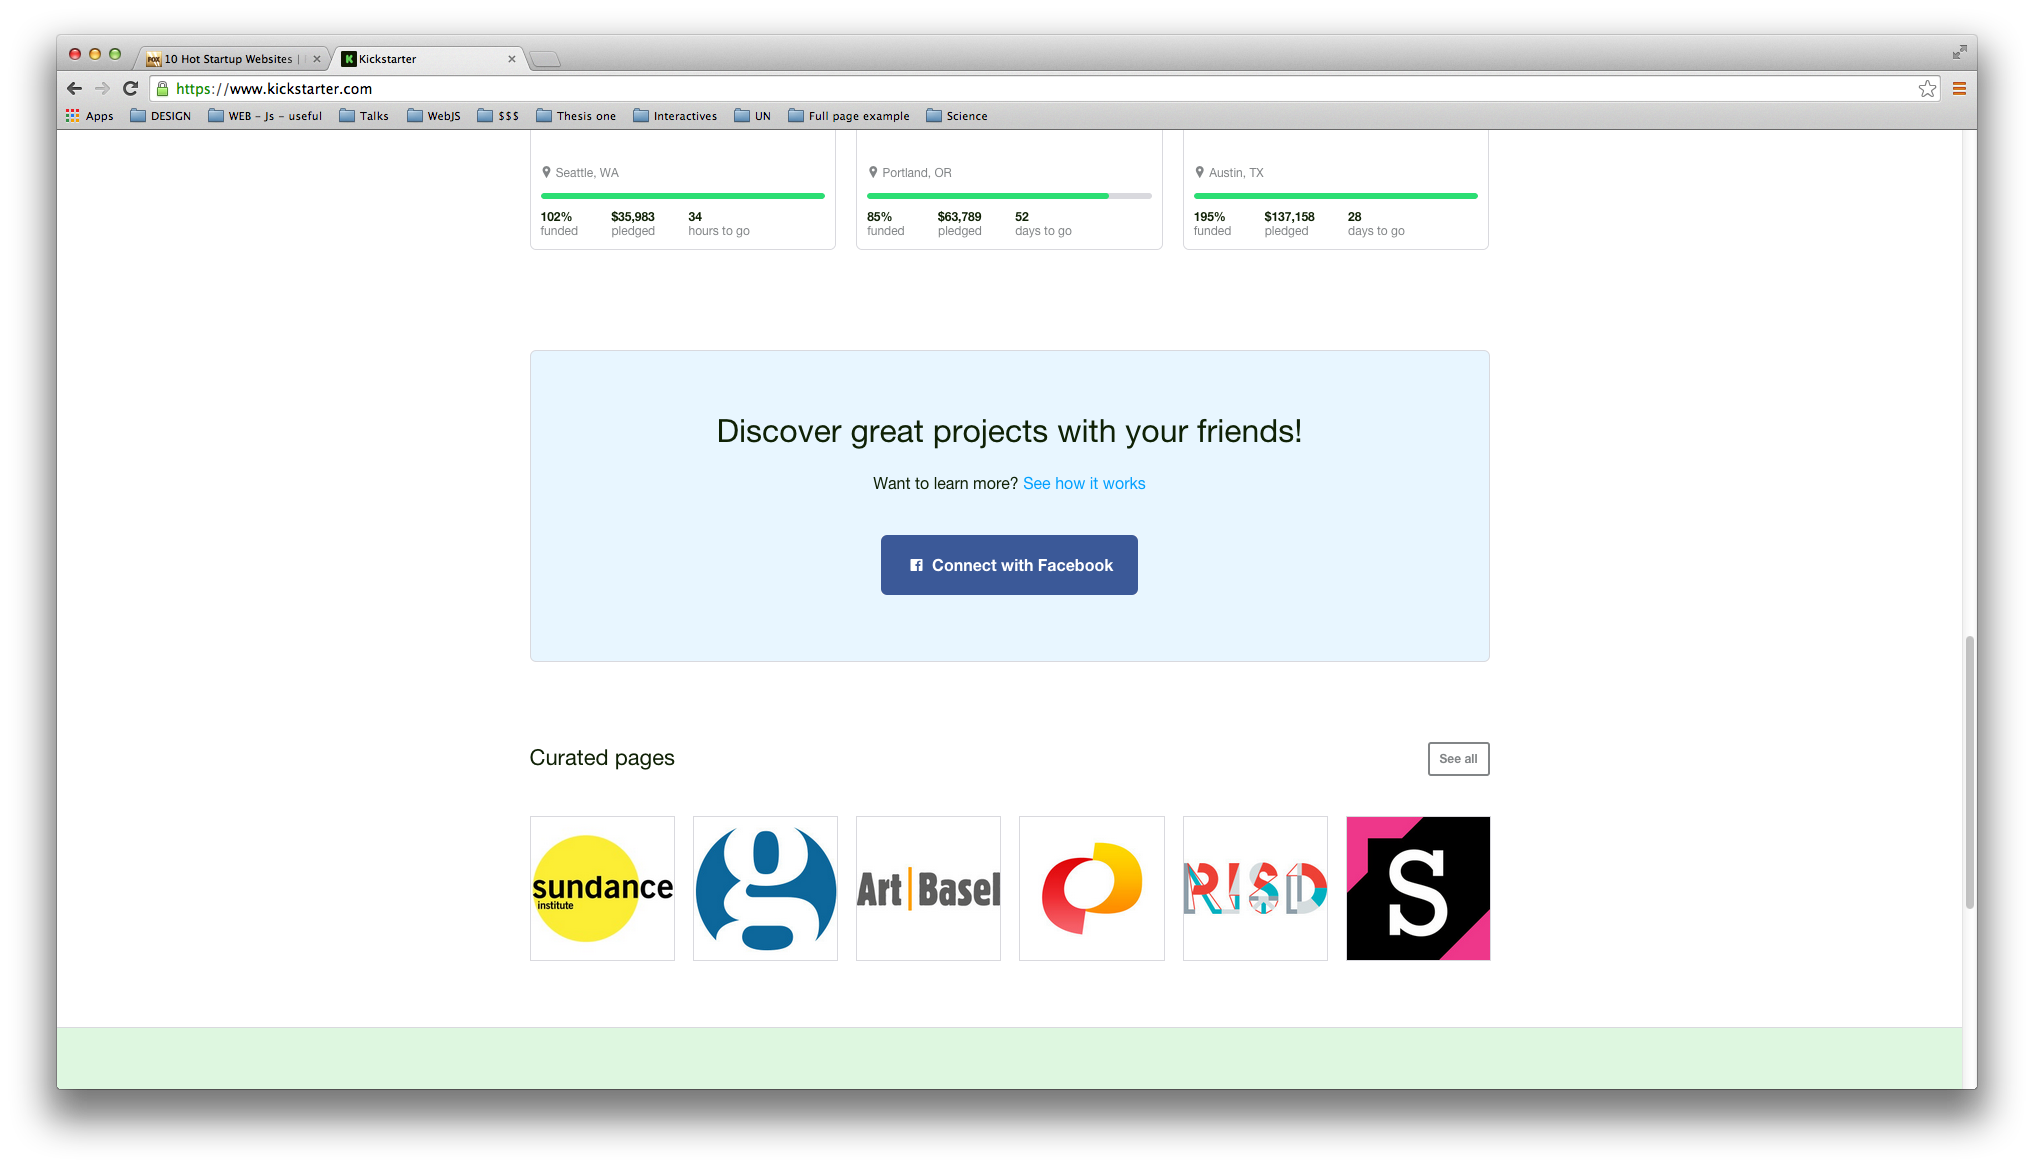 10 Hot Startup Websites |
Kickstarter
https://www.kickstarter.com
Apps
DESIGN
WEB - Js - useful
Talks
WebJS
$$$
Thesis one
Interactives
UN
Full page example
Science
Seattle, WA
102% $35,983 34
funded pledged hours to go
Portland, OR
85% $63,789 52
funded pledged days to go
Austin, TX
195% $137,158 28
funded pledged days to go
Discover great projects with your friends!
Want to learn more? See how it works
Connect with Facebook
Curated pages
See all
sundance
institute
g
Art|Basel
RISD
S